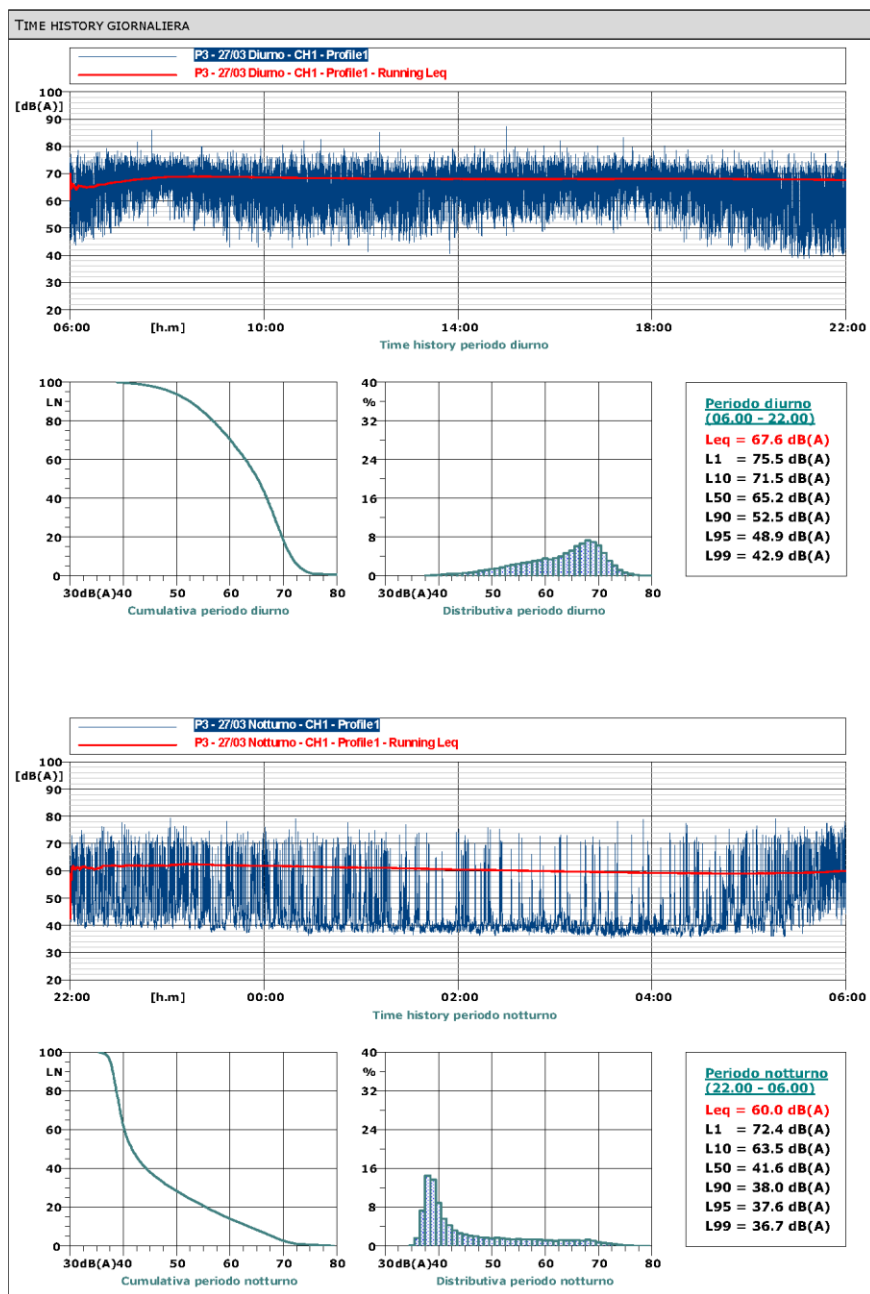 TIME HISTORY GIORNALIERA
P3 - 27/03 Diurno - CH1 - Profile1
P3 - 27/03 Diurno - CH1 - Profile1 - Running Leq
100
[dB(A)]
90
80
70
60
50
40
30
20
06:00 [h.m] 10:00 14:00 18:00 22:00
Time history periodo diurno
100
LN
80
60
40
20
0
30dB(A)40 50 60 70 80
Cumulativa periodo diurno
40
%
32
24
16
8
0
30dB(A)40 50 60 70 80
Distributiva periodo diurno
Periodo diurno
(06.00 - 22.00)
Leq = 67.6 dB(A)
L1 = 75.5 dB(A)
L10 = 71.5 dB(A)
L50 = 65.2 dB(A)
L90 = 52.5 dB(A)
L95 = 48.9 dB(A)
L99 = 42.9 dB(A)
P3 - 27/03 Notturno - CH1 - Profile1
P3 - 27/03 Notturno - CH1 - Profile1 - Running Leq
100
[dB(A)]
90
80
70
60
50
40
30
20
22:00 [h.m] 00:00 02:00 04:00 06:00
Time history periodo notturno
100
LN
80
60
40
20
0
30dB(A)40 50 60 70 80
Cumulativa periodo notturno
40
%
32
24
16
8
0
30dB(A)40 50 60 70 80
Distributiva periodo notturno
Periodo notturno
(22.00 - 06.00)
Leq = 60.0 dB(A)
L1 = 72.4 dB(A)
L10 = 63.5 dB(A)
L50 = 41.6 dB(A)
L90 = 38.0 dB(A)
L95 = 37.6 dB(A)
L99 = 36.7 dB(A)